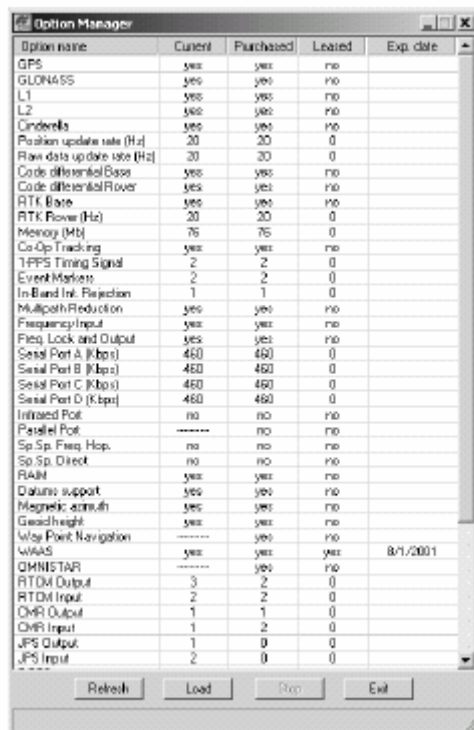 Option Manager
Option name Current Purchased Leased Exp. date
GPS yes yes no
GLONASS yes yes no
L1 yes yes no
L2 yes yes no
Cinderella yes yes no
Position update rate (Hz) 20 20 0
Raw data update rate (Hz) 20 20 0
Code differential Base yes yes no
Code differential Rover yes yes no
RTK Base yes yes no
RTK Rover (Hz) 20 20 0
Memory (Mb) 76 76 0
Co-Op Tracking yes yes no
1-PPS Timing Signal 2 2 0
Event Markers 2 2 0
In-Band Int. Rejection 1 1 0
Multipath Reduction yes yes no
Frequency Input yes yes no
Freq. Lock and Output yes yes no
Serial Port A (Kbps) 460 460 0
Serial Port B (Kbps) 460 460 0
Serial Port C (Kbps) 460 460 0
Serial Port D (Kbps) 460 460 0
Infrared Port no no no
Parallel Port ------- no no
Sp.Sp. Freq. Hop. no no no
Sp.Sp. Direct no no no
RAIM yes yes no
Datums support yes yes no
Magnetic azimuth yes yes no
Geoid height yes yes no
Way Point Navigation ------- yes no
WAAS yes yes yes 8/1/2001
OMNISTAR ------- yes no
RTCM Output 3 2 0
RTCM Input 2 2 0
CMR Output 1 1 0
CMR Input 1 2 0
JPS Output 1 0 0
JPS Input 2 0 0
Refresh Load Stop Exit